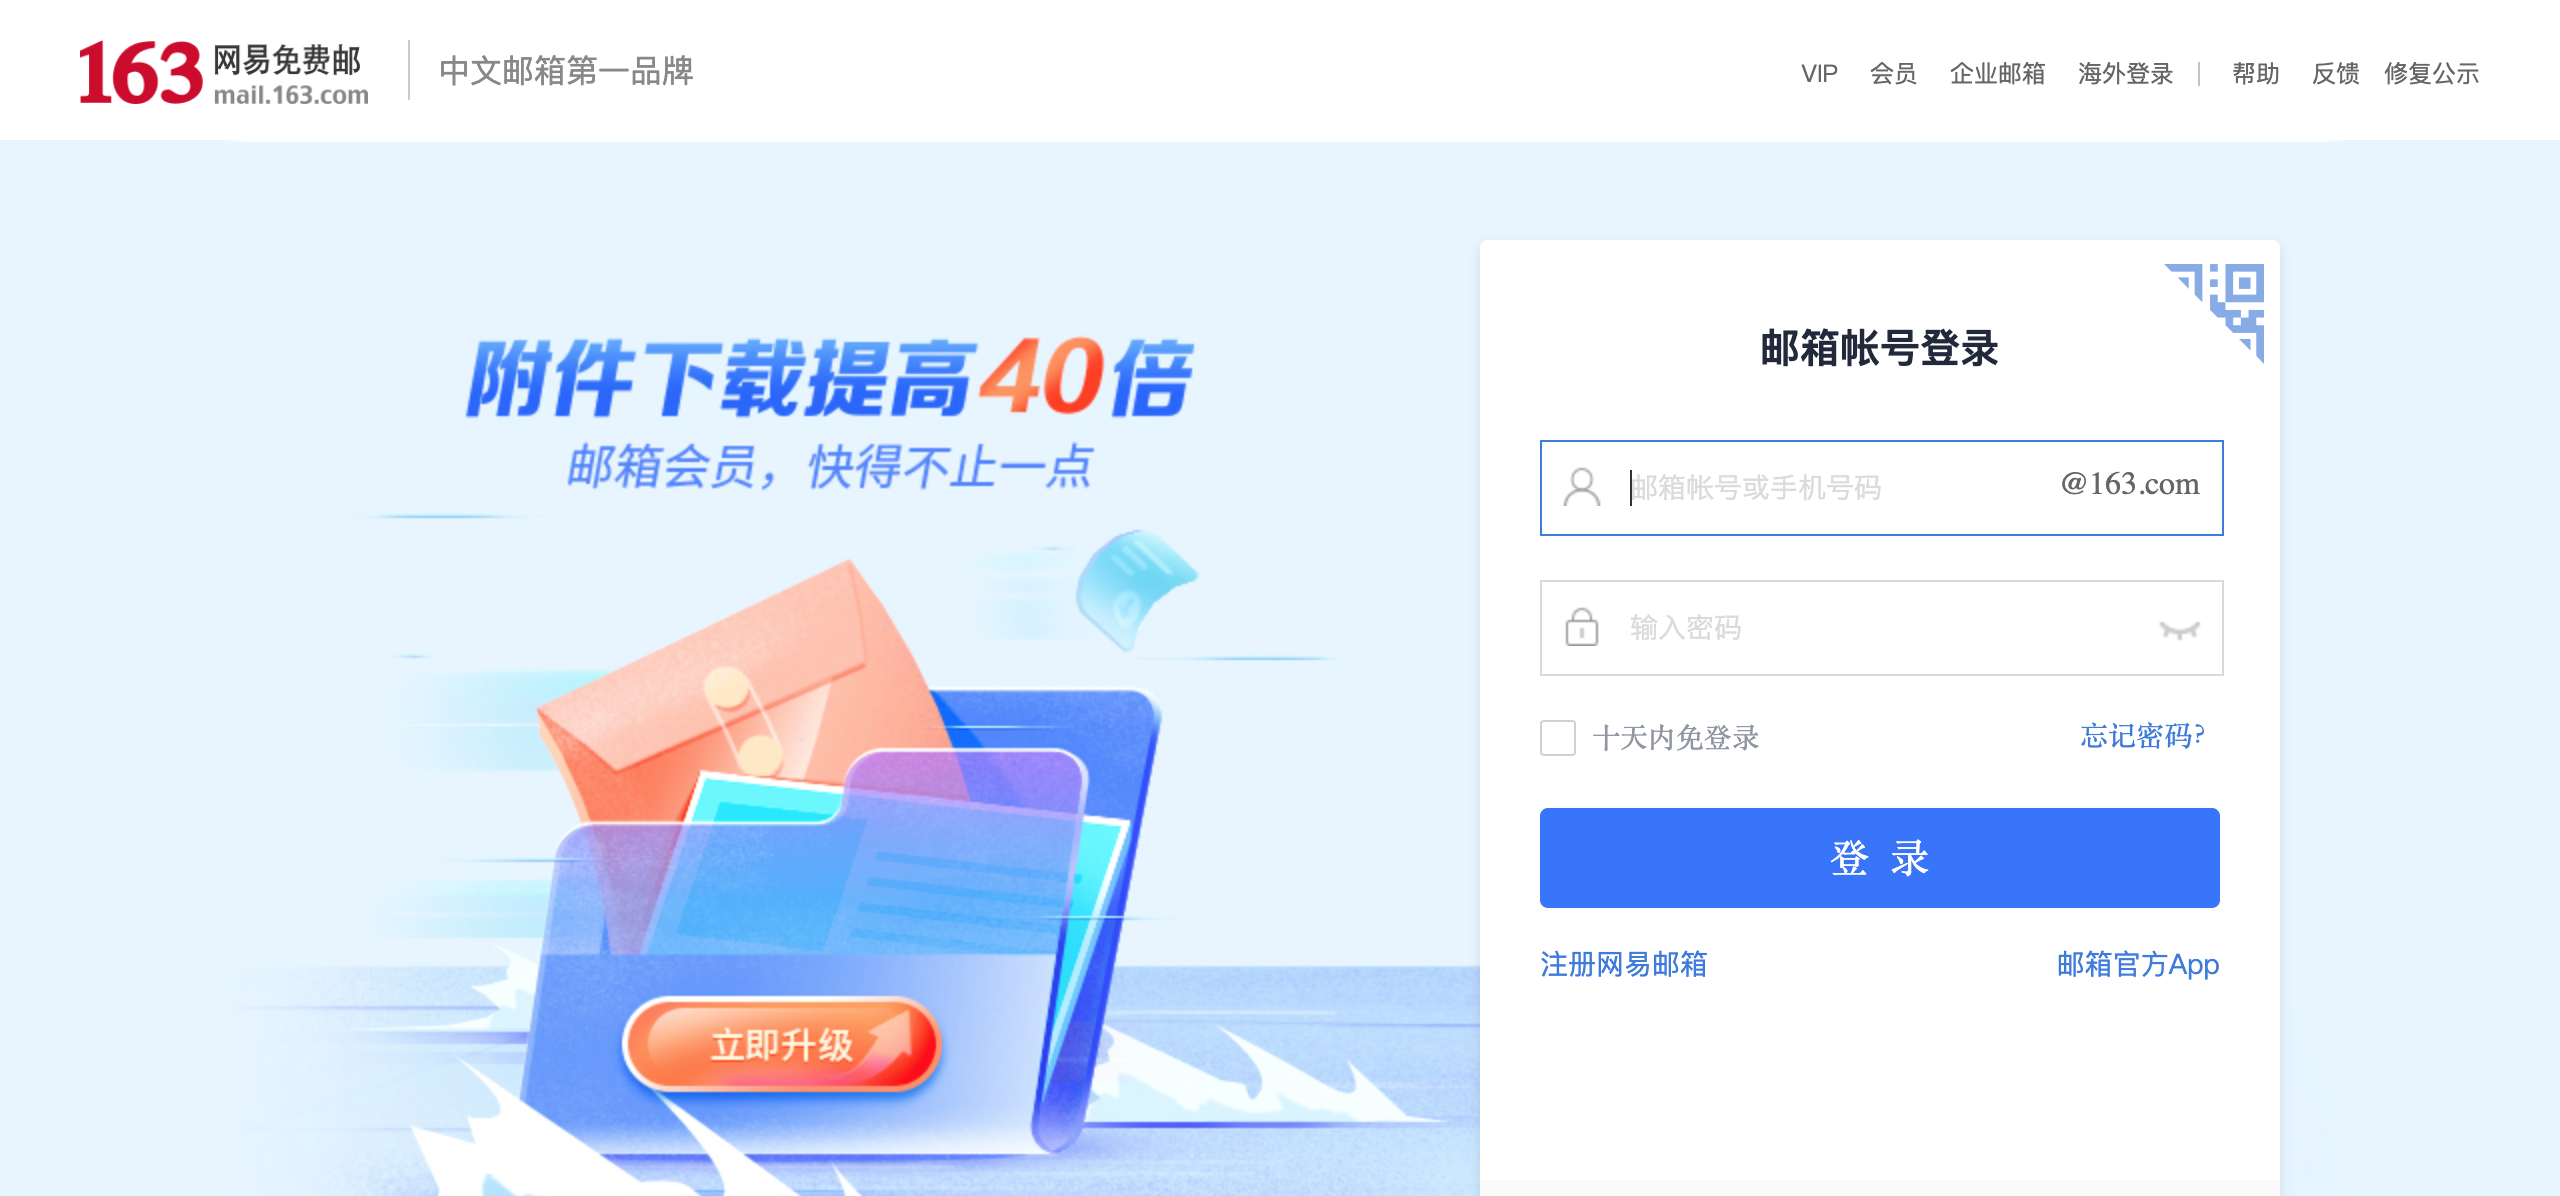 163 网易免费邮
mail.163.com
中文邮箱第一品牌
VIP 会员 企业邮箱 海外登录 | 帮助 反馈 修复公示
附件下载提高40倍
邮箱会员，快得不止一点
立即升级
邮箱帐号登录
邮箱帐号或手机号码 @163.com
输入密码
十天内免登录 忘记密码?
登 录
注册网易邮箱 邮箱官方App